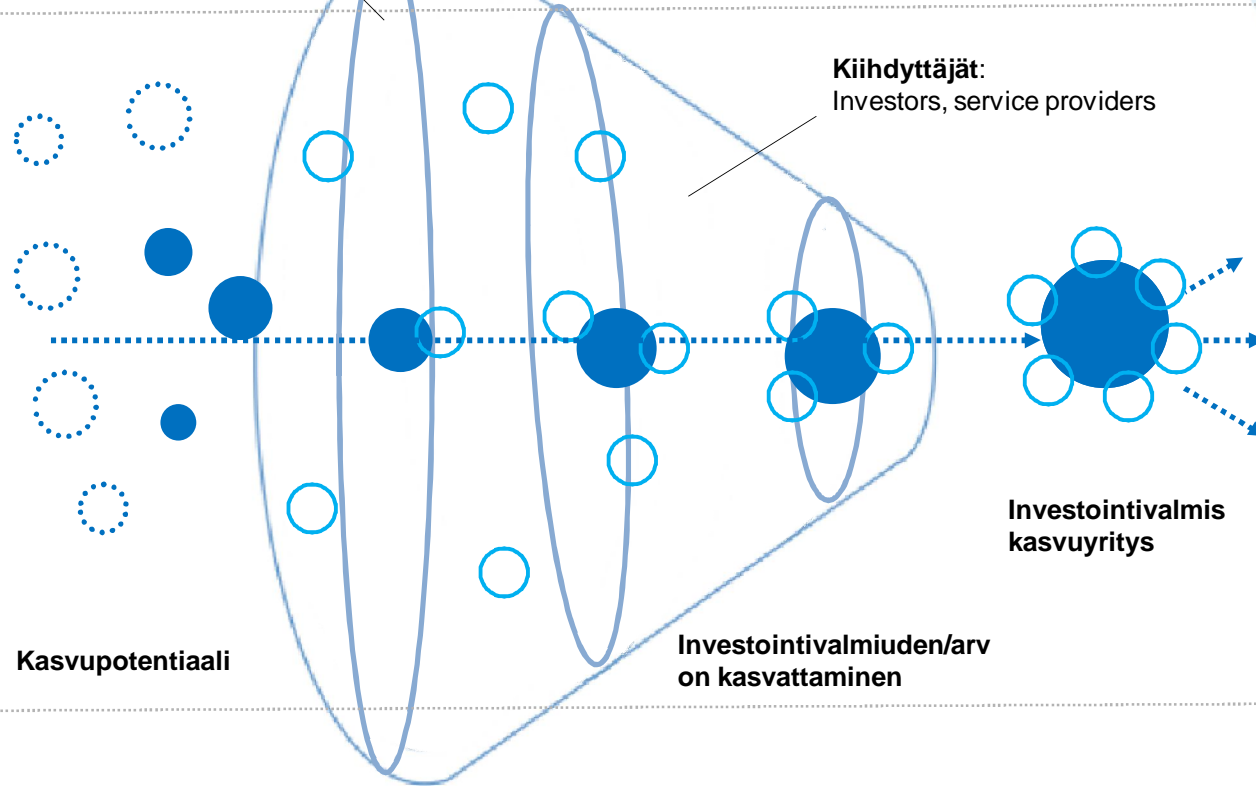 Kiihdyttäjät:
Investors, service providers
Investointivalmis
kasvuyritys
Kasvupotentiaali
Investointivalmiuden/arv
on kasvattaminen